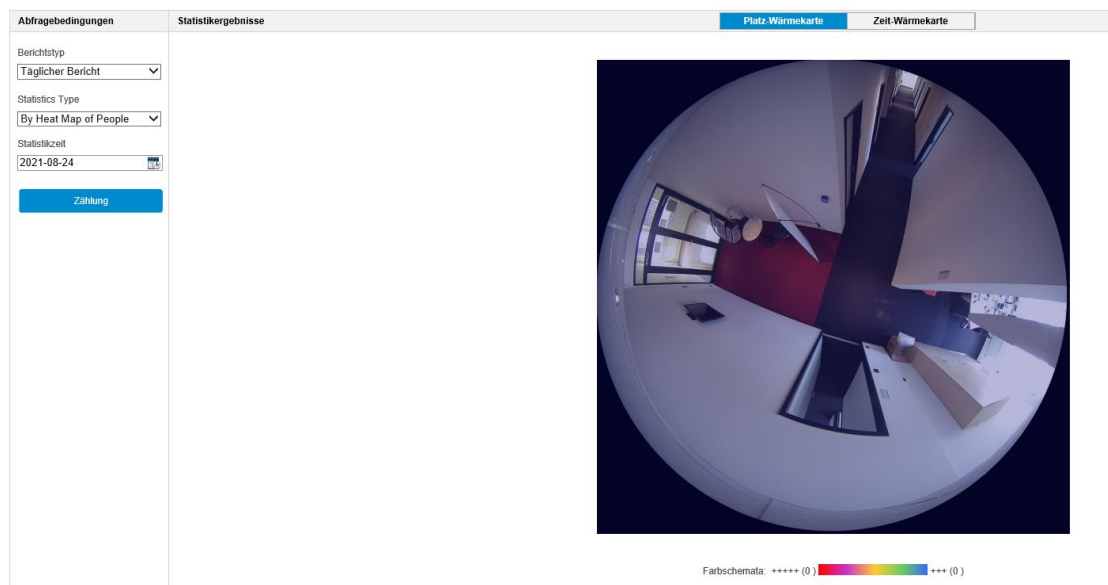 Abfragebedingungen
Statistikergebnisse
Platz-Wärmekarte
Zeit-Wärmekarte
Berichtstyp
Täglicher Bericht
Statistics Type
By Heat Map of People
Statistikzeit
2021-08-24
Zählung
Farbschemata: +++++ (0 ) +++ (0 )